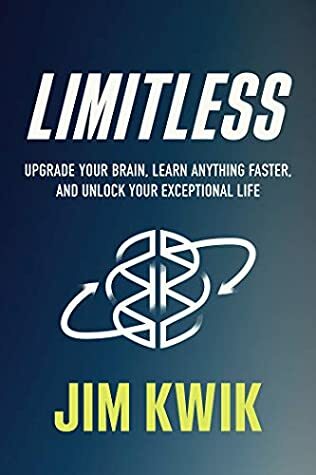 LIMITLESS
UPGRADE YOUR BRAIN, LEARN ANYTHING FASTER,
AND UNLOCK YOUR EXCEPTIONAL LIFE
JIM KWIK